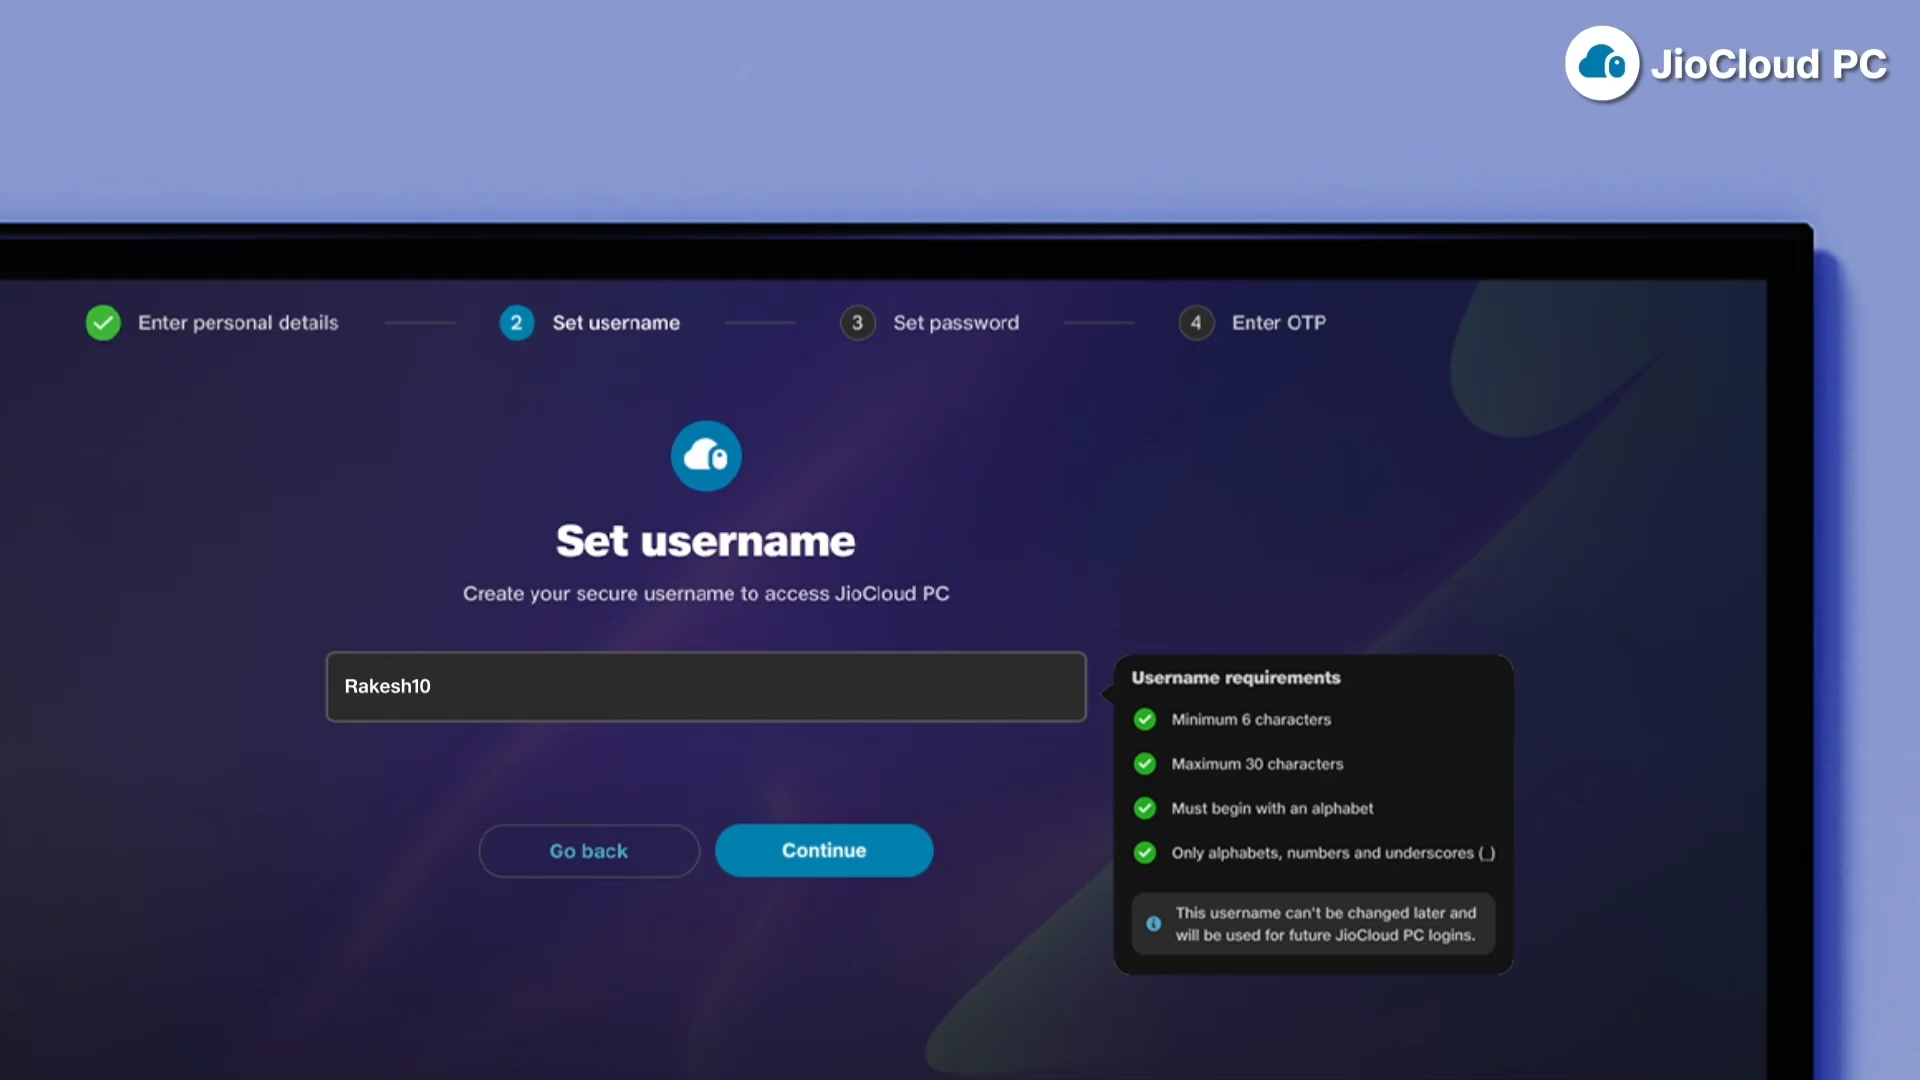 JioCloud PC
Enter personal details
2 Set username
3 Set password
4 Enter OTP
Set username
Create your secure username to access JioCloud PC
Rakesh10
Username requirements
Minimum 6 characters
Maximum 30 characters
Must begin with an alphabet
Only alphabets, numbers and underscores (_)
This username can't be changed later and
will be used for future JioCloud PC logins.
Go back
Continue